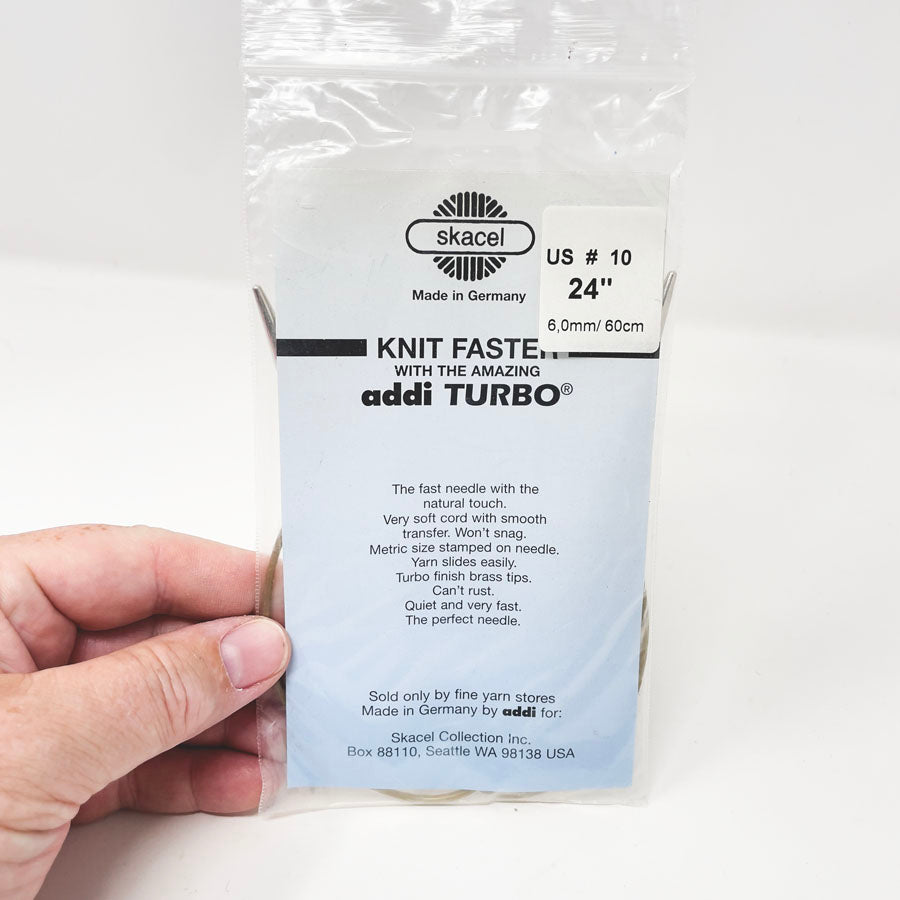 skacel
Made in Germany
US # 10
24"
6,0mm/ 60cm
KNIT FASTER
WITH THE AMAZING
addi TURBO®
The fast needle with the
natural touch.
Very soft cord with smooth
transfer. Won't snag.
Metric size stamped on needle.
Yarn slides easily.
Turbo finish brass tips.
Can't rust.
Quiet and very fast.
The perfect needle.
Sold only by fine yarn stores
Made in Germany by addi for:
Skacel Collection Inc.
Box 88110, Seattle WA 98138 USA